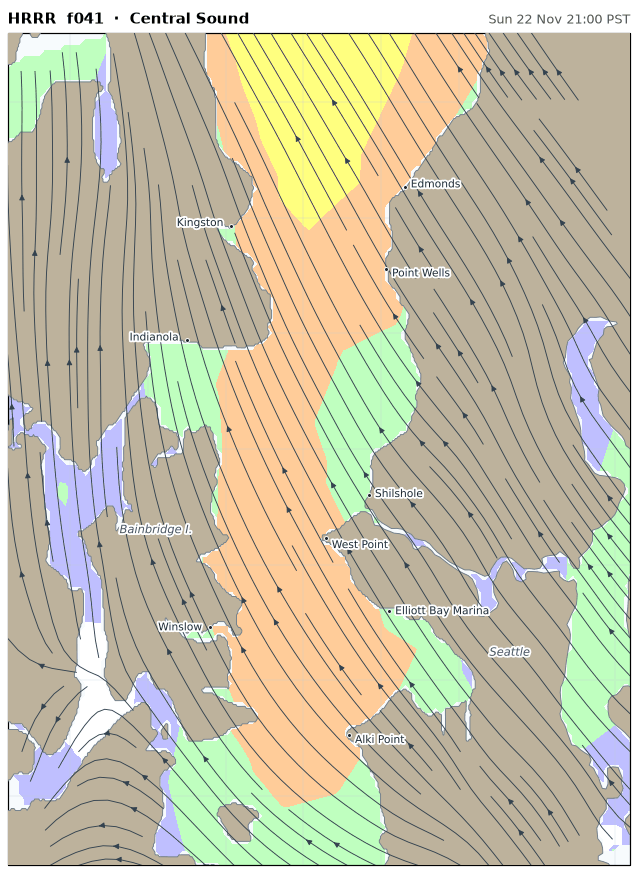 HRRR f041 · Central Sound
Sun 22 Nov 21:00 PST
Edmonds
Kingston
Point Wells
Indianola
Shilshole
Bainbridge I.
West Point
Elliott Bay Marina
Winslow
Seattle
Alki Point